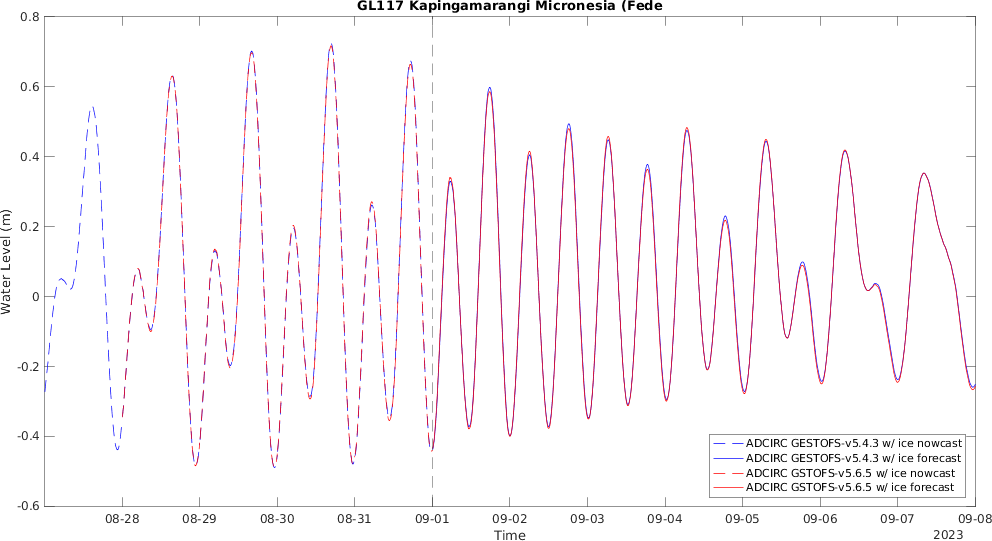 GL117 Kapingamarangi Micronesia (Fede
0.8
0.6
0.4
0.2
0
-0.2
-0.4
-0.6
Water Level (m)
08-28 08-29 08-30 08-31 09-01 09-02 09-03 09-04 09-05 09-06 09-07 09-08
Time
2023
ADCIRC GESTOFS-v5.4.3 w/ ice nowcast
ADCIRC GESTOFS-v5.4.3 w/ ice forecast
ADCIRC GSTOFS-v5.6.5 w/ ice nowcast
ADCIRC GSTOFS-v5.6.5 w/ ice forecast